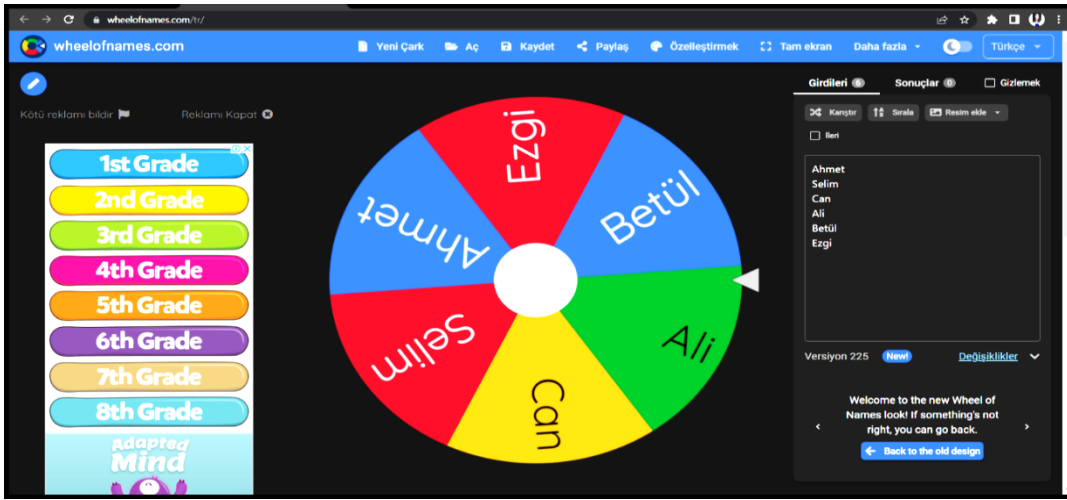 wheelofnames.com/tr/
wheelofnames.com
Yeni Çark
Aç
Kaydet
Paylaş
Özelleştirmek
Tam ekran
Daha fazla
Türkçe
Kötü reklamı bildir
Reklamı Kapat
1st Grade
2nd Grade
3rd Grade
4th Grade
5th Grade
6th Grade
7th Grade
8th Grade
Adapted
Mind
Ezgi
Betül
Ahmet
Selim
Ali
Can
Girdileri 6
Sonuçlar 0
Gizlemek
Karıştır
Sırala
Resim ekle
İleri
Ahmet
Selim
Can
Ali
Betül
Ezgi
Versiyon 225 New! Değişiklikler
Welcome to the new Wheel of
Names look! If something's not
right, you can go back.
Back to the old design